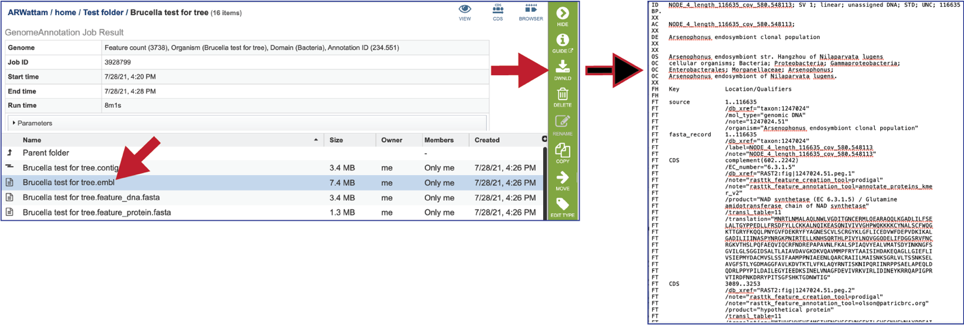 ARWattam / home / Test folder / Brucella test for tree (16 items)
VIEW
CDS
BROWSER
GenomeAnnotation Job Result
Genome Feature count (3738), Organism (Brucella test for tree), Domain (Bacteria), Annotation ID (234.551)
Job ID 3928799
Start time 7/28/21, 4:20 PM
End time 7/28/21, 4:28 PM
Run time 8m1s
Parameters
Name Size Owner Members Created
Parent folder -
Brucella test for tree.contig 3.4 MB me Only me 7/28/21, 4:26 PM
Brucella test for tree.embl 7.4 MB me Only me 7/28/21, 4:26 PM
Brucella test for tree.feature_dna.fasta 3.4 MB me Only me 7/28/21, 4:26 PM
Brucella test for tree.feature_protein.fasta 1.3 MB me Only me 7/28/21, 4:26 PM
HIDE
GUIDE
DWNLD
DELETE
RENAME
COPY
MOVE
EDIT TYPE
ID NODE_4_length_116635_cov_580.548113; SV 1; linear; unassigned DNA; STD; UNC; 116635
BP.
XX
AC NODE_4_length_116635_cov_580.548113;
XX
DE Arsenophonus endosymbiont clonal population
XX
XX
OS Arsenophonus endosymbiont str. Hangzhou of Nilaparvata lugens
OC cellular organisms; Bacteria; Proteobacteria; Gammaproteobacteria;
OC Enterobacterales; Morganellaceae; Arsenophonus;
OC Arsenophonus endosymbiont of Nilaparvata lugens.
XX
FH Key Location/Qualifiers
FH
FT source 1..116635
FT /db_xref="taxon:1247024"
FT /mol_type="genomic DNA"
FT /note="1247024.51"
FT /organism="Arsenophonus endosymbiont clonal population"
FT fasta_record 1..116635
FT /db_xref="taxon:1247024"
FT /label=NODE_4_length_116635_cov_580.548113
FT /note="NODE_4_length_116635_cov_580.548113"
FT CDS complement(602..2242)
FT /EC_number="6.3.1.5"
FT /db_xref="RAST2:fig|1247024.51.peg.1"
FT /note="rasttk_feature_creation_tool=prodigal"
FT /note="rasttk_feature_annotation_tool=annotate_proteins_kme
FT r_v2"
FT /product="NAD synthetase (EC 6.3.1.5) / Glutamine
FT amidotransferase chain of NAD synthetase"
FT /transl_table=11
FT
FT
FT
FT
FT
FT
FT
FT
FT
FT
FT CDS 3089..3253
FT /db_xref="RAST2:fig|1247024.51.peg.2"
FT /note="rasttk_feature_creation_tool=prodigal"
FT /note="rasttk_feature_annotation_tool=olson@patricbrc.org"
FT /product="hypothetical protein"
FT /transl_table=11